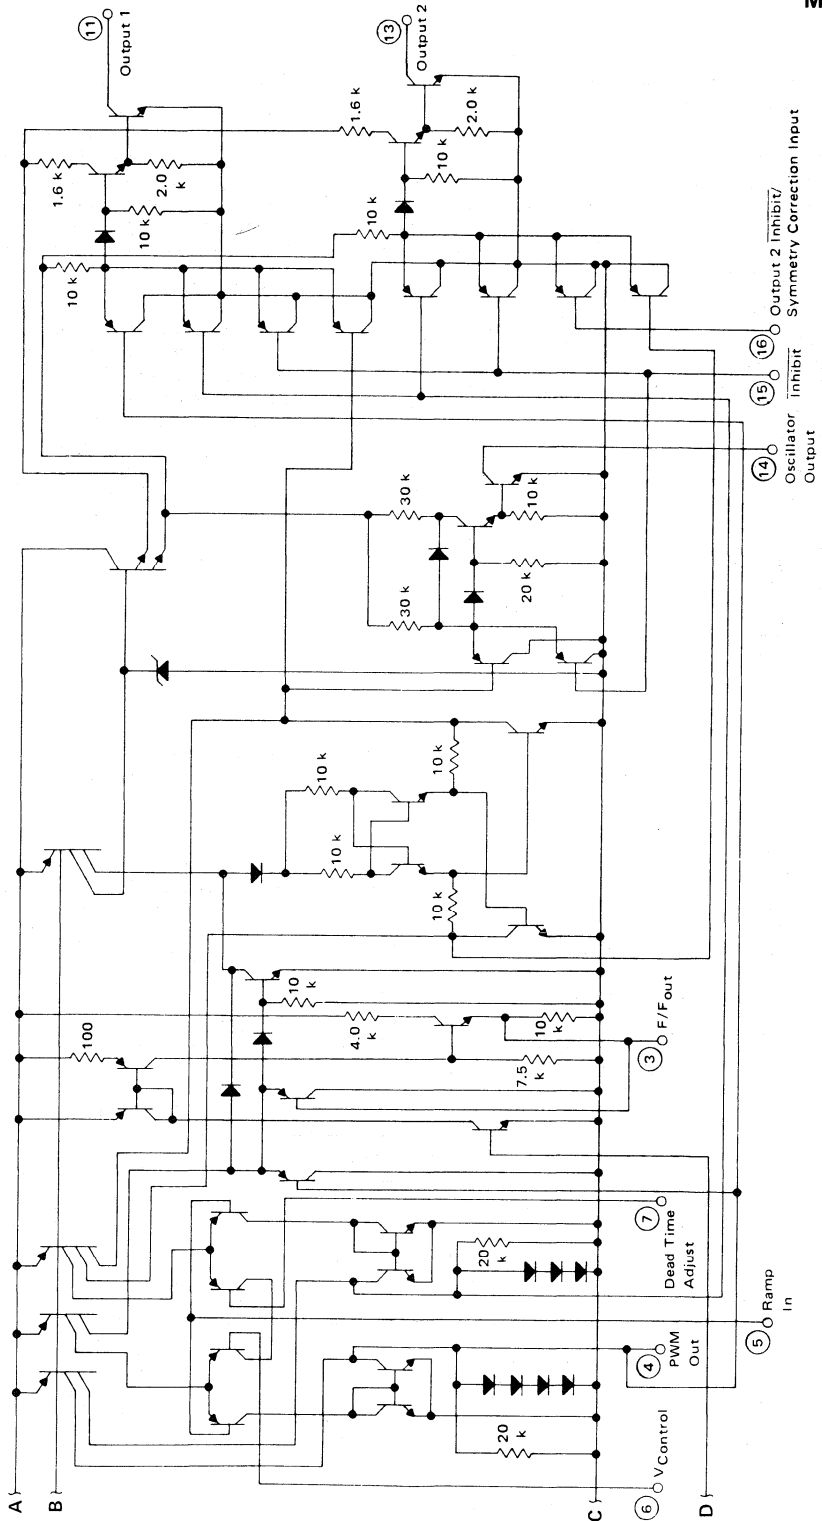 M
11
Output 1
13
Output 2
1.6 k
2.0
k
10 k
10 k
1.6 k
2.0 k
10 k
10 k
16
Output 2 Inhibit/
Symmetry Correction Input
15
Inhibit
14
Oscillator
Output
30 k
30 k
10 k
20 k
10 k
10 k
10 k
10 k
100
10
k
4.0
k
10
k
7.5
k
3
F/Fout
20
k
7
Dead Time
Adjust
5
Ramp
In
4
PWM
Out
20
k
6
VControl
A
B
C
D